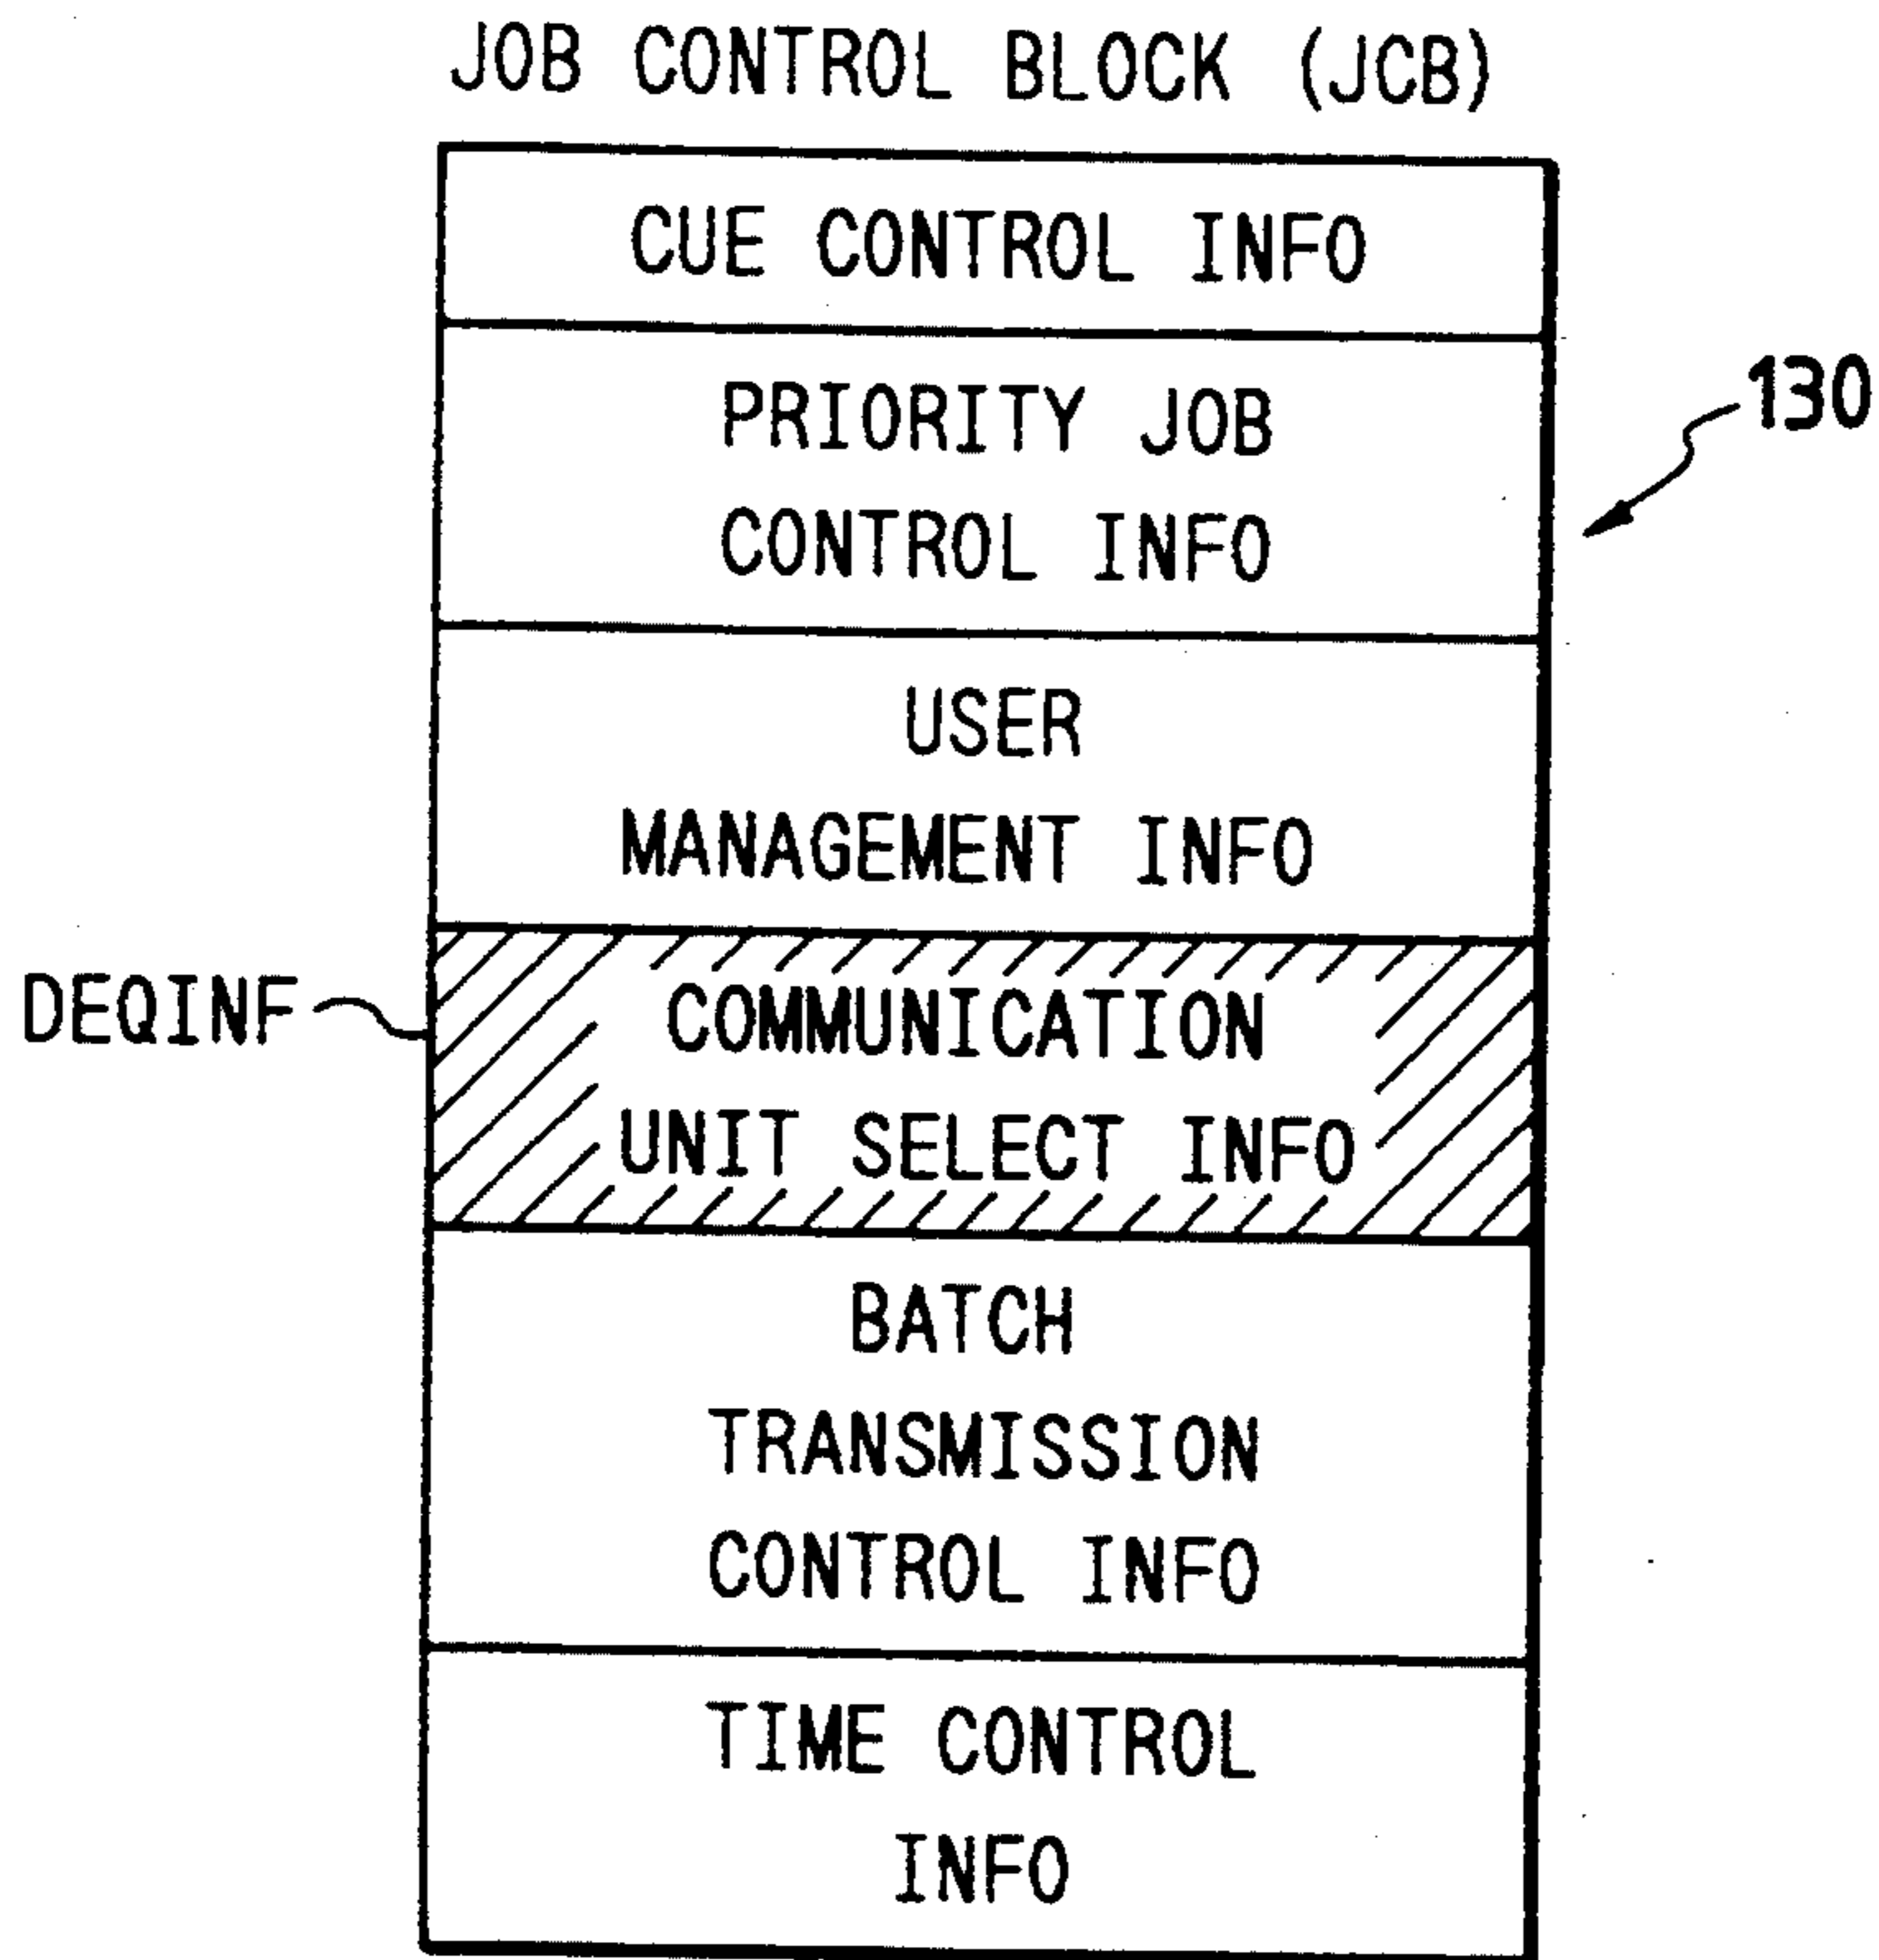 JOB CONTROL BLOCK (JCB)
CUE CONTROL INFO
PRIORITY JOB
CONTROL INFO
130
USER
MANAGEMENT INFO
DEQINF
COMMUNICATION
UNIT SELECT INFO
BATCH
TRANSMISSION
CONTROL INFO
TIME CONTROL
INFO